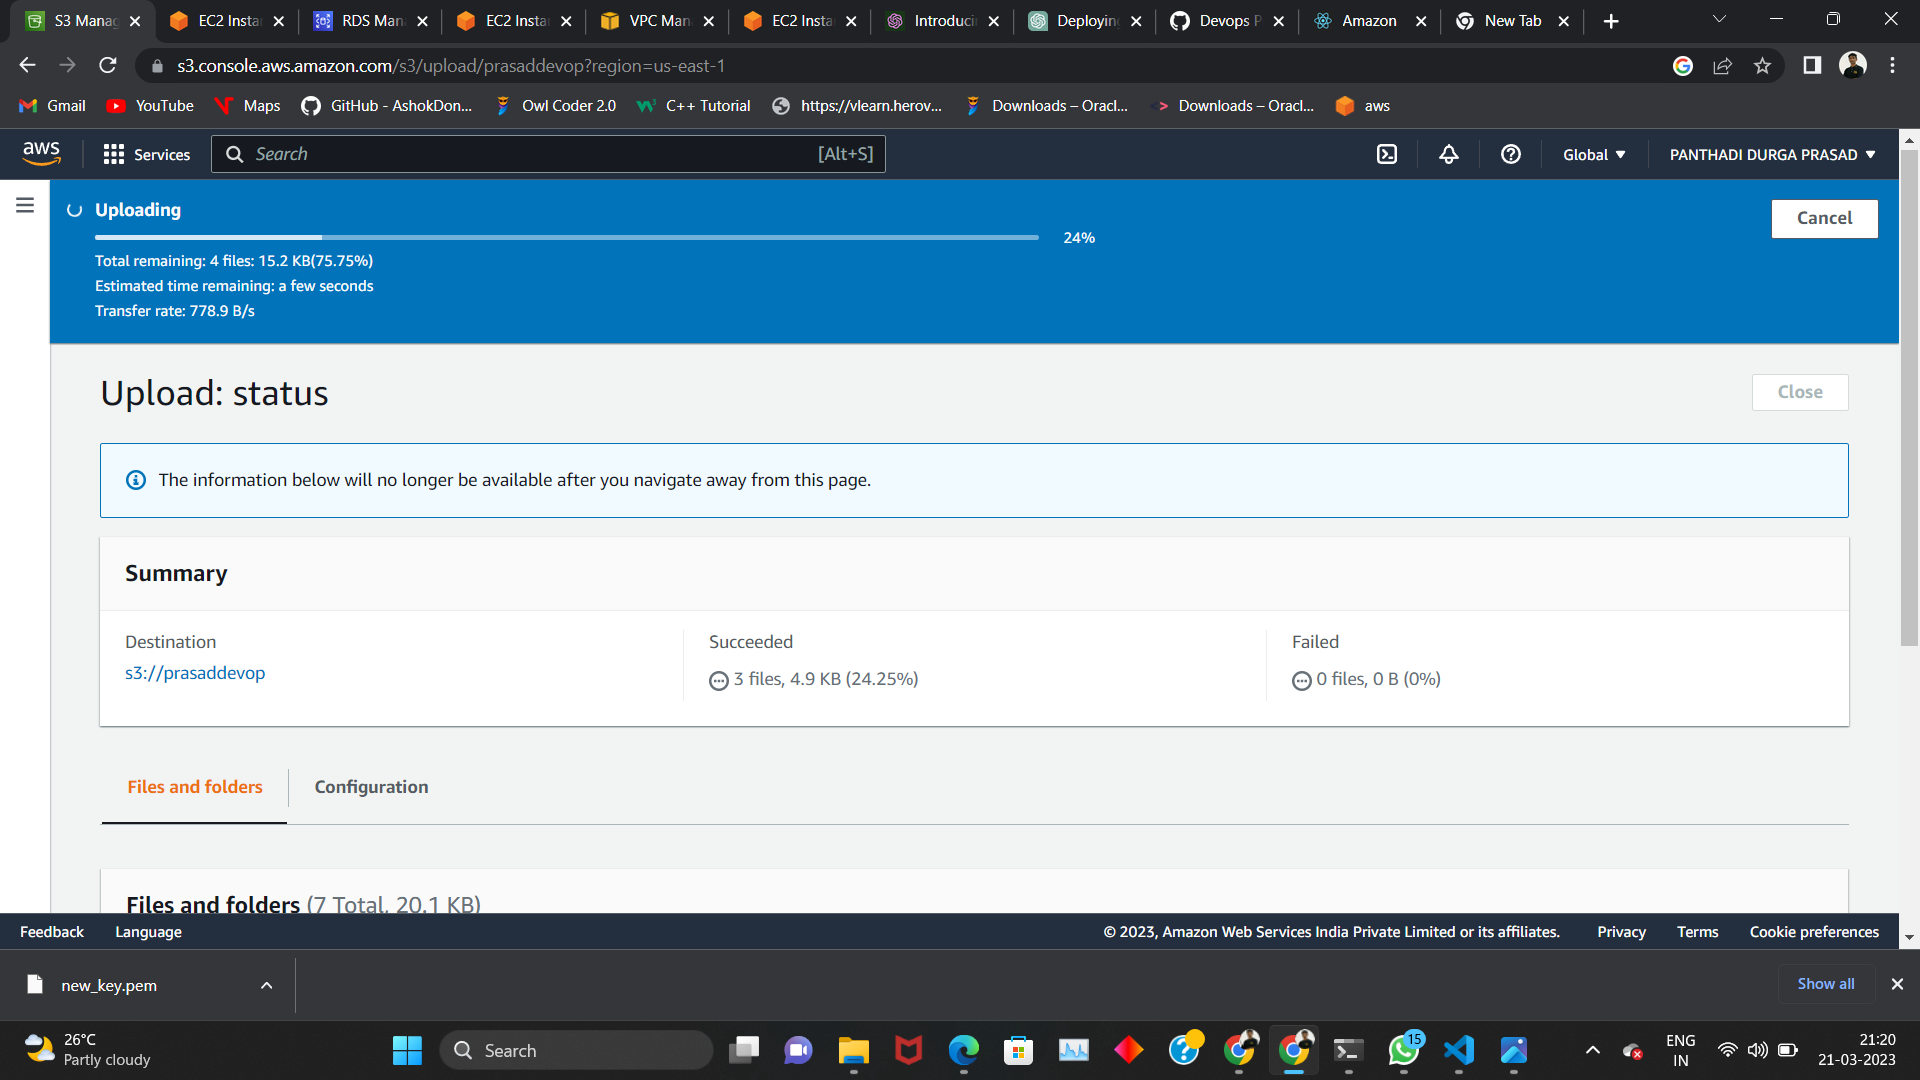 S3 Manag
EC2 Instan
RDS Mana
EC2 Instan
VPC Mana
EC2 Instan
Introducin
Deploying
Devops P
Amazon
New Tab
s3.console.aws.amazon.com/s3/upload/prasaddevop?region=us-east-1
Gmail
YouTube
Maps
GitHub - AshokDon...
Owl Coder 2.0
C++ Tutorial
https://vlearn.herov...
Downloads – Oracl...
Downloads – Oracl...
aws
aws
Services
Search
[Alt+S]
Global
PANTHADI DURGA PRASAD
Uploading
24%
Cancel
Total remaining: 4 files: 15.2 KB(75.75%)
Estimated time remaining: a few seconds
Transfer rate: 778.9 B/s
Upload: status
Close
The information below will no longer be available after you navigate away from this page.
Summary
Destination
s3://prasaddevop
Succeeded
3 files, 4.9 KB (24.25%)
Failed
0 files, 0 B (0%)
Files and folders
Configuration
Files and folders (7 Total, 20.1 KB)
Feedback
Language
© 2023, Amazon Web Services India Private Limited or its affiliates.
Privacy
Terms
Cookie preferences
new_key.pem
Show all
26°C
Partly cloudy
Search
15
ENG
IN
21:20
21-03-2023